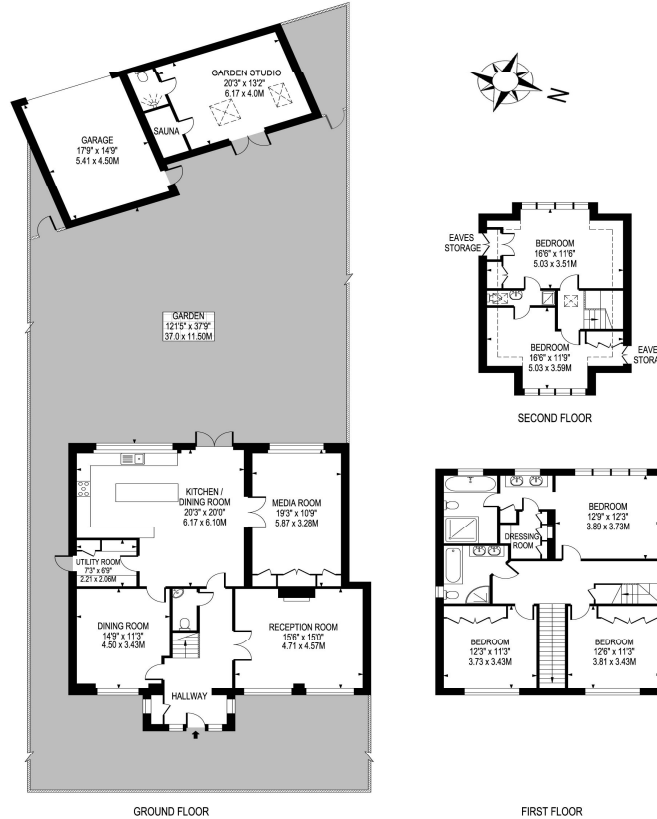 GARDEN STUDIO
20'3" x 13'2"
6.17 x 4.0M
SAUNA
GARAGE
17'9" x 14'9"
5.41 x 4.50M
N
GARDEN
121'5" x 37'9"
37.0 x 11.50M
EAVES
STORAGE
BEDROOM
16'6" x 11'6"
5.03 x 3.51M
BEDROOM
16'6" x 11'9"
5.03 x 3.59M
EAVE
STORA
SECOND FLOOR
KITCHEN /
DINING ROOM
20'3" x 20'0"
6.17 x 6.10M
MEDIA ROOM
19'3" x 10'9"
5.87 x 3.28M
UTILITY ROOM
7'3" x 6'9"
2.21 x 2.06M
DINING ROOM
14'9" x 11'3"
4.50 x 3.43M
RECEPTION ROOM
15'6" x 15'0"
4.71 x 4.57M
HALLWAY
GROUND FLOOR
BEDROOM
12'9" x 12'3"
3.89 x 3.73M
DRESSING
ROOM
BEDROOM
12'3" x 11'3"
3.73 x 3.43M
BEDROOM
12'6" x 11'3"
3.81 x 3.43M
FIRST FLOOR